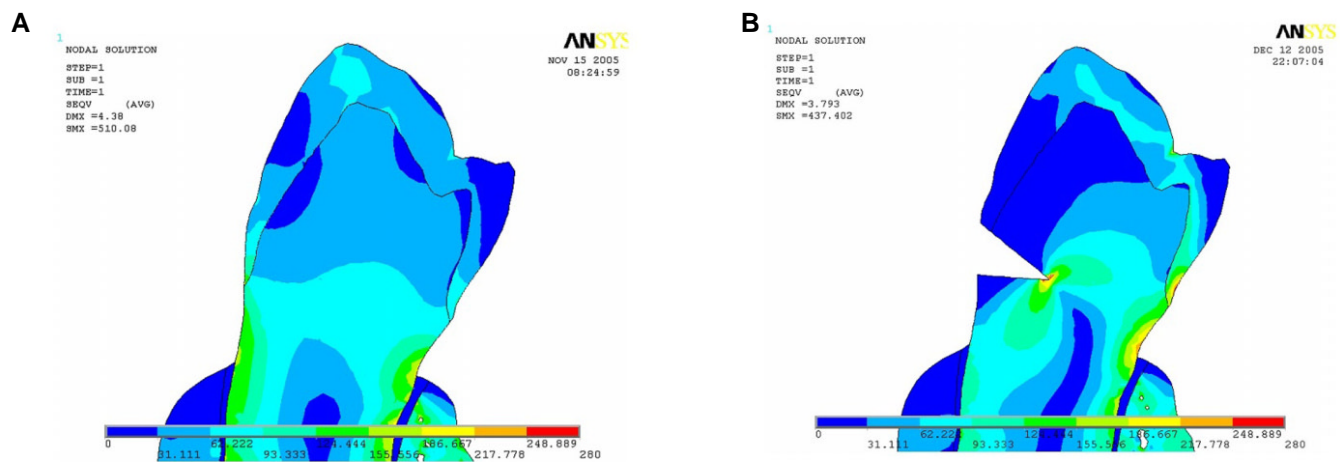 A
1
NODAL SOLUTION
STEP=1
SUB =1
TIME=1
SEQV (AVG)
DMX =4.38
SMX =510.08
ANSYS
NOV 15 2005
08:24:59
0 62.222 124.444 186.667 248.889
31.111 93.333 155.556 217.778 280
B
1
NODAL SOLUTION
STEP=1
SUB =1
TIME=1
SEQV (AVG)
DMX =3.793
SMX =437.402
ANSYS
DEC 12 2005
22:07:04
0 62.222 124.444 186.667 248.889
31.111 93.333 155.556 217.778 280